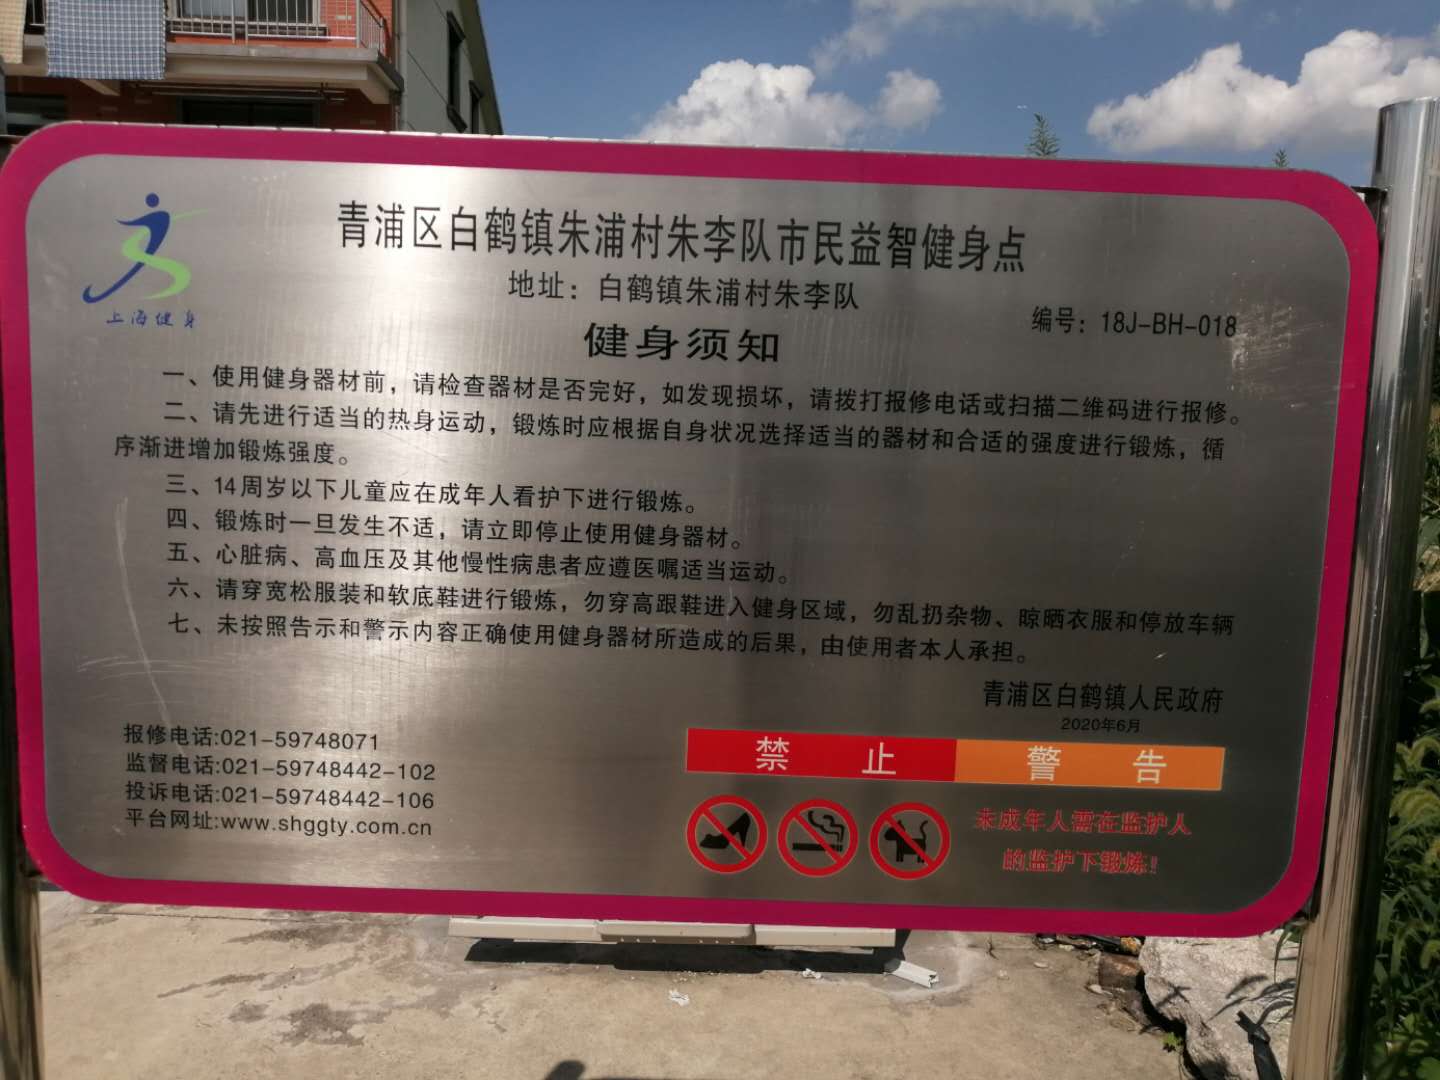 青浦区白鹤镇朱浦村朱李队市民益智健身点
地址：白鹤镇朱浦村朱李队
上海健身
编号：18J-BH-018
健身须知
一、使用健身器材前，请检查器材是否完好，如发现损坏，请拨打报修电话或扫描二维码进行报修。
二、请先进行适当的热身运动，锻炼时应根据自身状况选择适当的器材和合适的强度进行锻炼，循
序渐进增加锻炼强度。
三、14周岁以下儿童应在成年人看护下进行锻炼。
四、锻炼时一旦发生不适，请立即停止使用健身器材。
五、心脏病、高血压及其他慢性病患者应遵医嘱适当运动。
六、请穿宽松服装和软底鞋进行锻炼，勿穿高跟鞋进入健身区域，勿乱扔杂物、晾晒衣服和停放车辆
七、未按照告示和警示内容正确使用健身器材所造成的后果，由使用者本人承担。
青浦区白鹤镇人民政府
2020年6月
报修电话:021-59748071
监督电话:021-59748442-102
投诉电话:021-59748442-106
平台网址:www.shggty.com.cn
禁止
警告
未成年人需在监护人
的监护下锻炼！